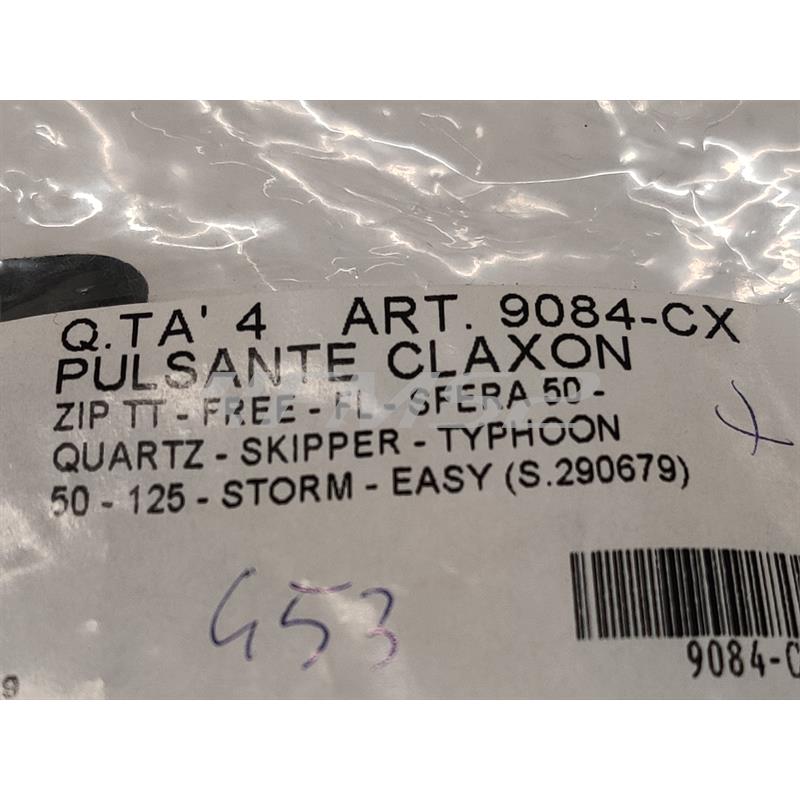 Q.TA' 4 ART. 9084-CX
PULSANTE CLAXON
ZIP TT - FREE - FL - SFERA 50 -
QUARTZ - SKIPPER - TYPHOON
50 - 125 - STORM - EASY (S.290679)
453
9084-C
9